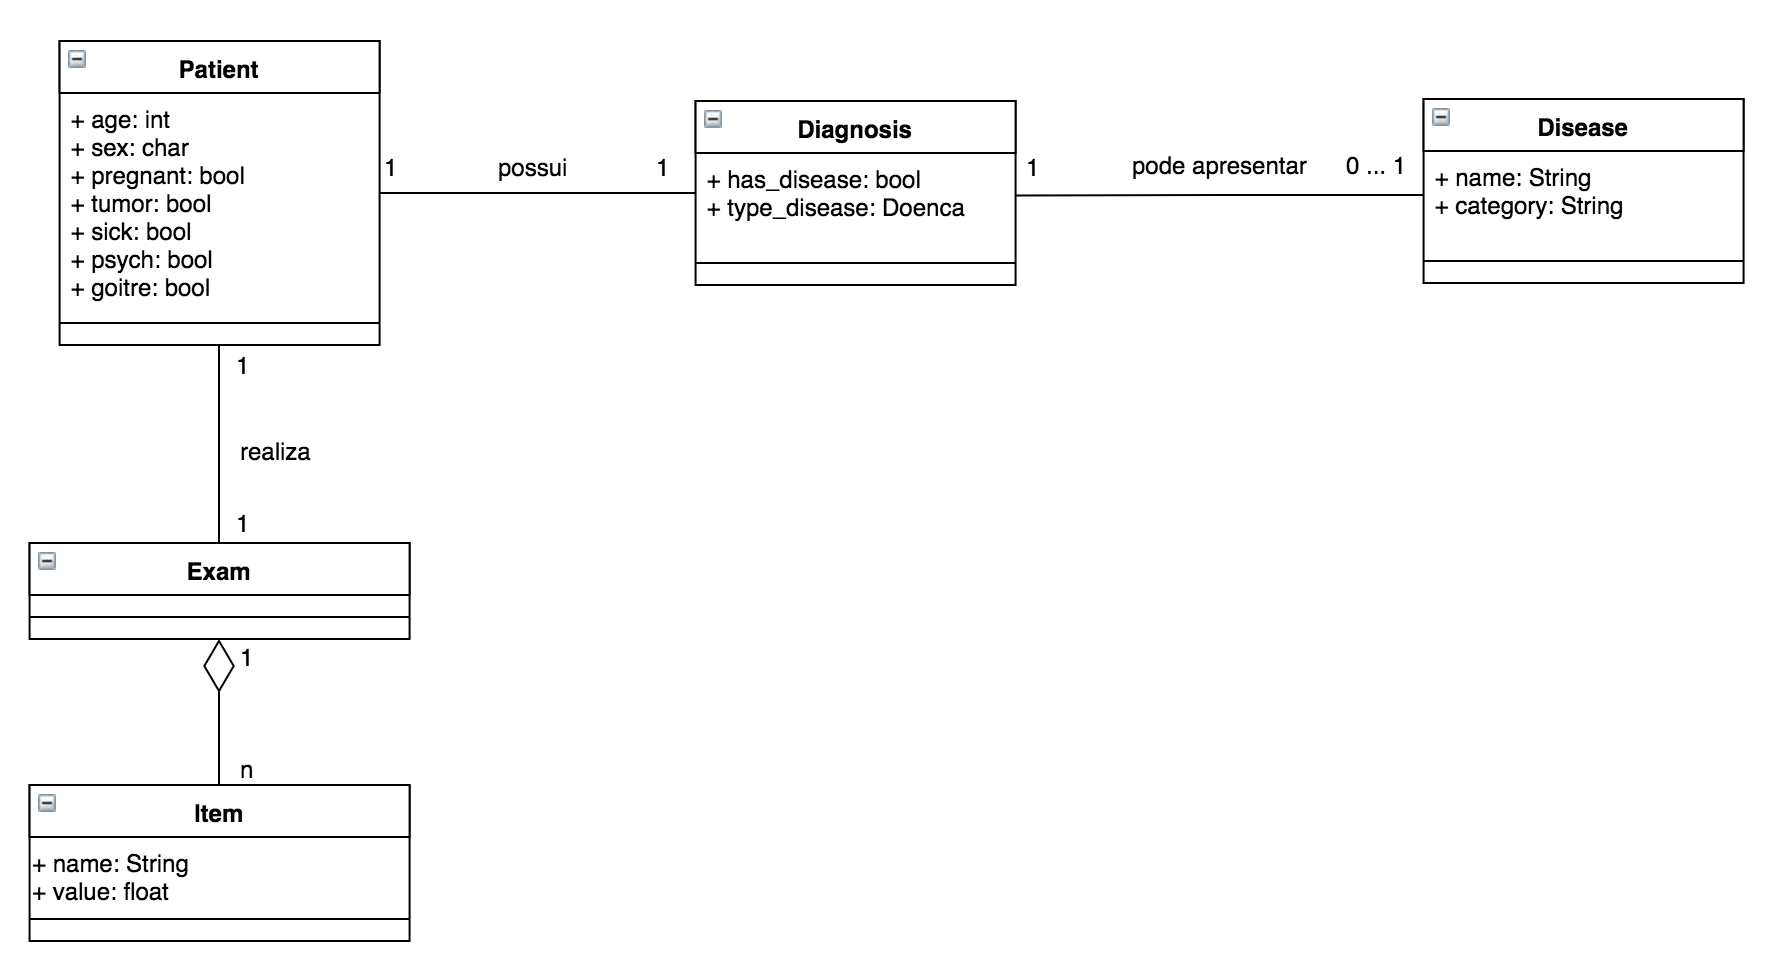 Patient
+ age: int
+ sex: char
+ pregnant: bool
+ tumor: bool
+ sick: bool
+ psych: bool
+ goitre: bool
1
possui
1
Diagnosis
+ has_disease: bool
+ type_disease: Doenca
1
pode apresentar
0 ... 1
Disease
+ name: String
+ category: String
1
realiza
1
Exam
1
n
Item
+ name: String
+ value: float